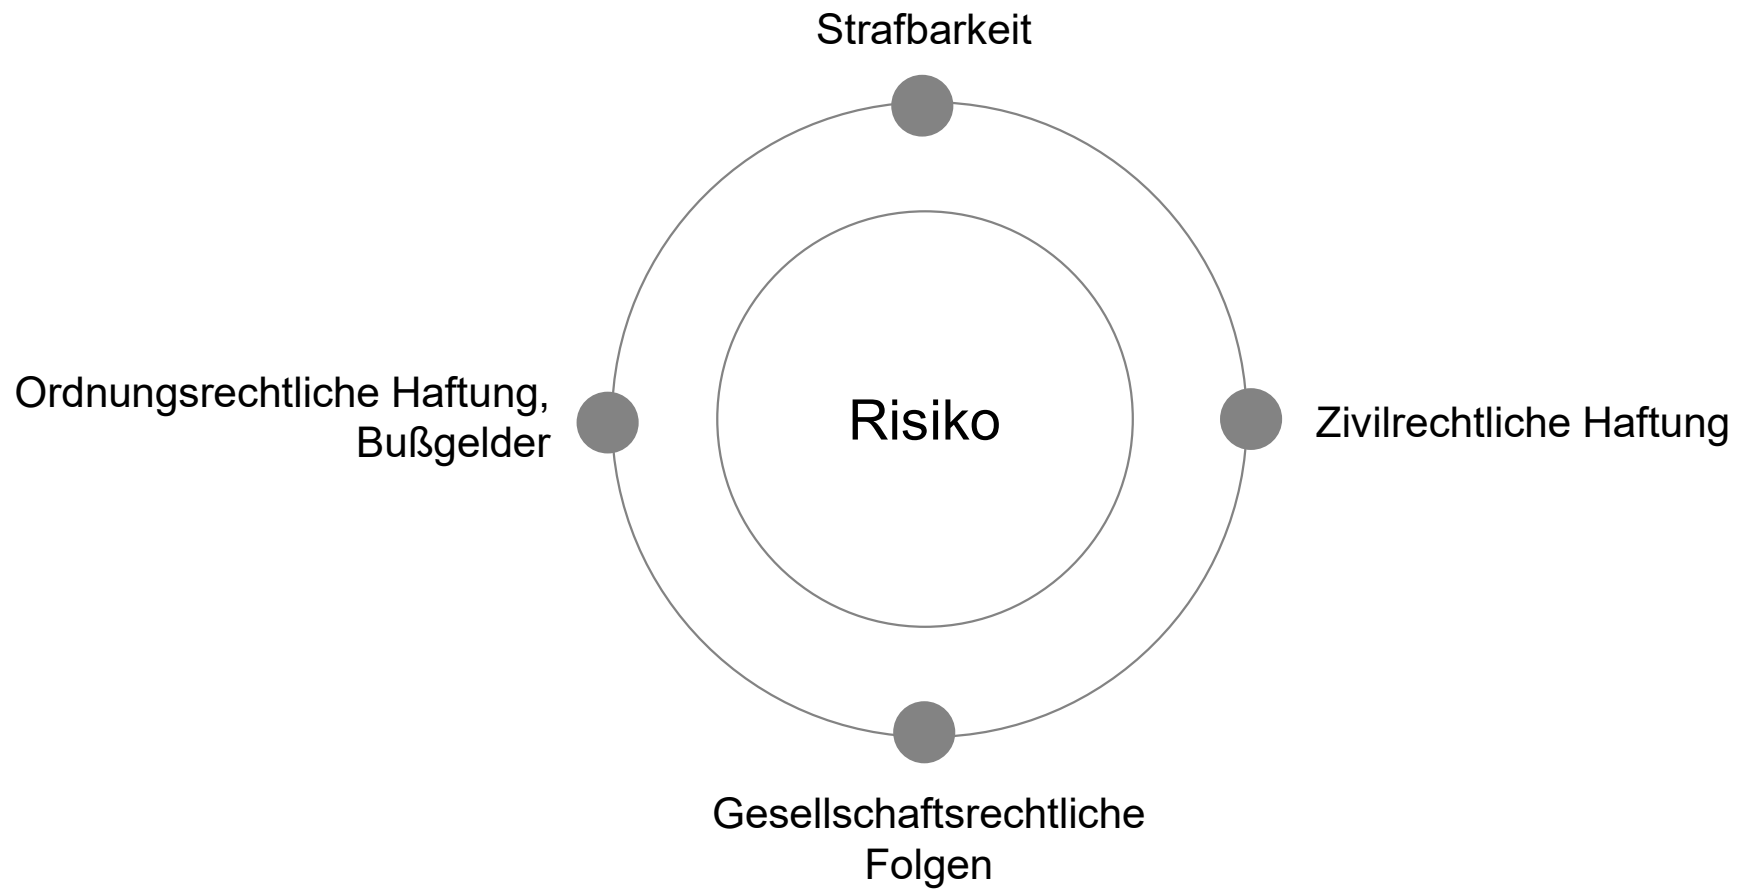 Strafbarkeit
Ordnungsrechtliche Haftung,
Bußgelder
Risiko
Zivilrechtliche Haftung
Gesellschaftsrechtliche
Folgen